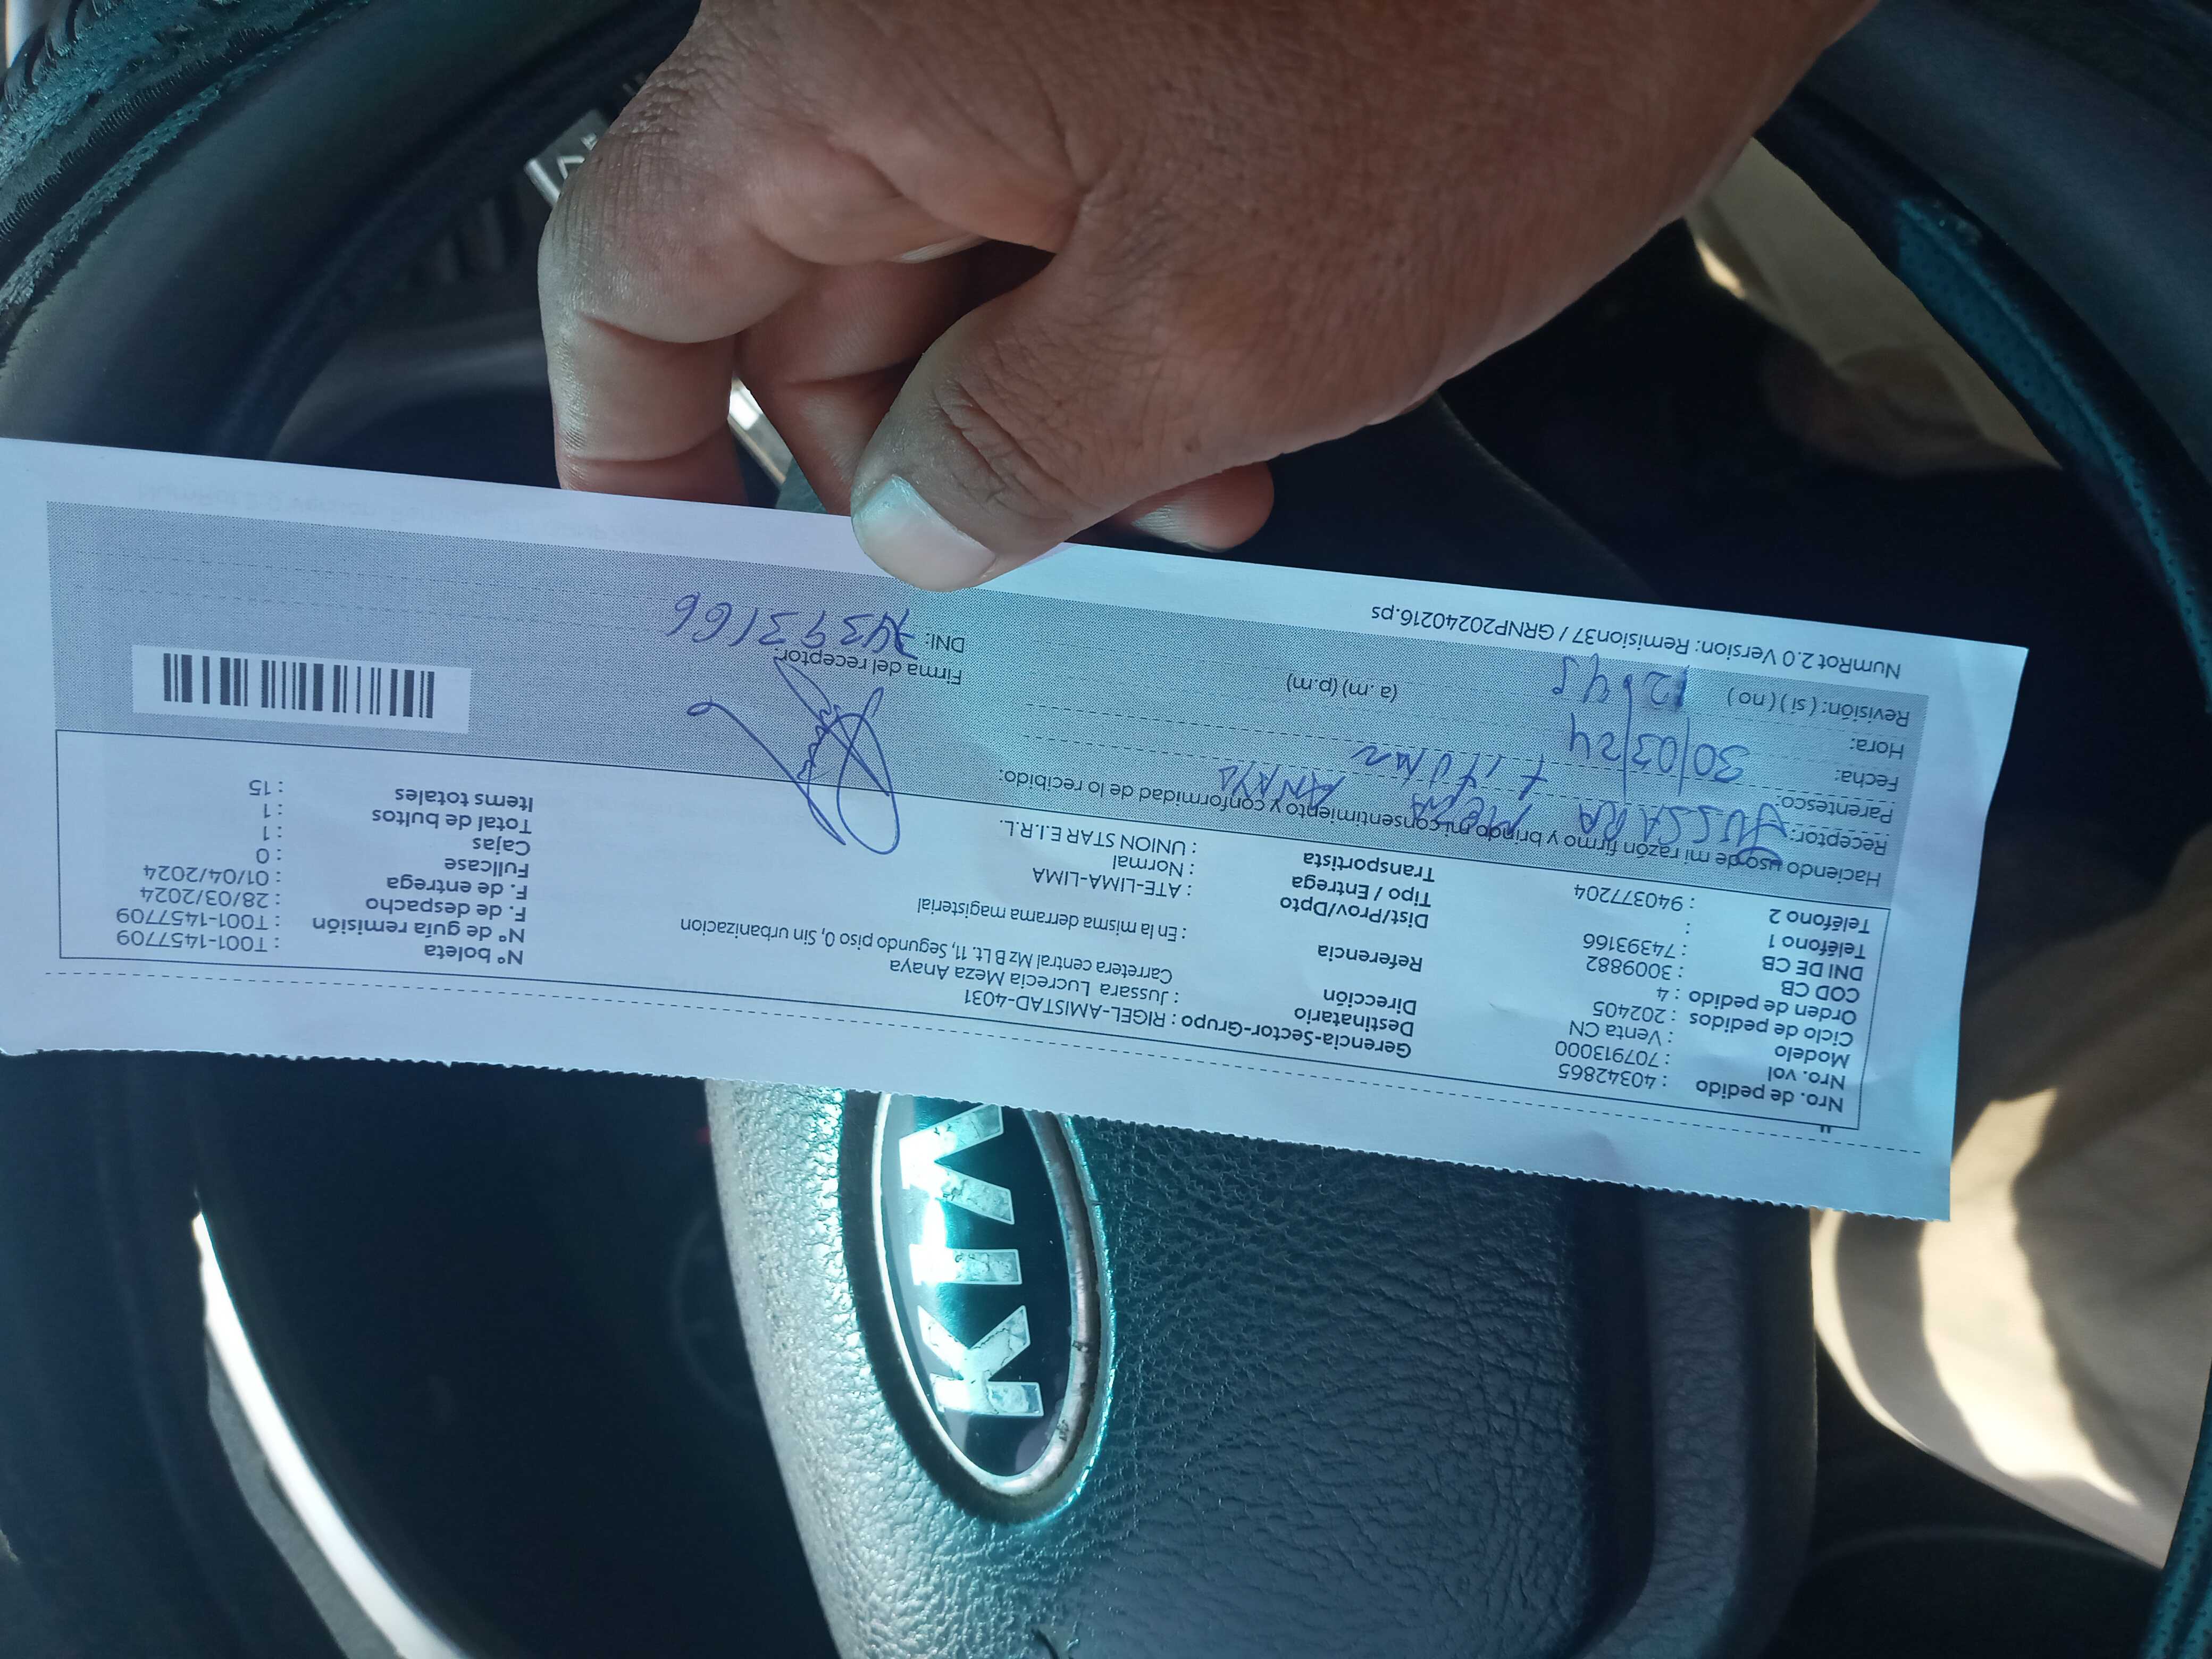 Nro. de pedido : 40342865
Nro. vol : 707913000
Modelo : Venta CN
Ciclo de pedidos : 202405
Orden de pedido : 4
COD CB : 3009882
DNI DE CB : 74393166
Teléfono 1 :
Teléfono 2 : 940377204
Gerencia-Sector-Grupo : RIGEL-AMISTAD-4031
Destinatario : Jussara Lucrecia Meza Anaya
Dirección Carretera central Mz B Lt. 11, Segundo piso 0, Sin urbanizacion
Referencia : En la misma derrama magisterial
Dist/Prov/Dpto : ATE-LIMA-LIMA
Tipo / Entrega : Normal
Transportista : UNION STAR E.I.R.L.
N° boleta : T001-1457709
N° de guía remisión : T001-1457709
F. de despacho : 28/03/2024
F. de entrega : 01/04/2024
Fullcase : 0
Cajas : 1
Total de bultos : 1
Items totales : 15
Haciendo uso de mi razón firmo y brindo mi consentimiento y conformidad de lo recibido:
Receptor: JUSSARA MEZA ANAYA
Parentesco:
Fecha: 30/03/24
Hora: 12:45 (a.m) (p.m)
Revisión: ( si ) ( no )
Firma del receptor:
DNI: 74393166
NumRot 2.0 Version: Remision37 / GRNP20240216.ps
KIA